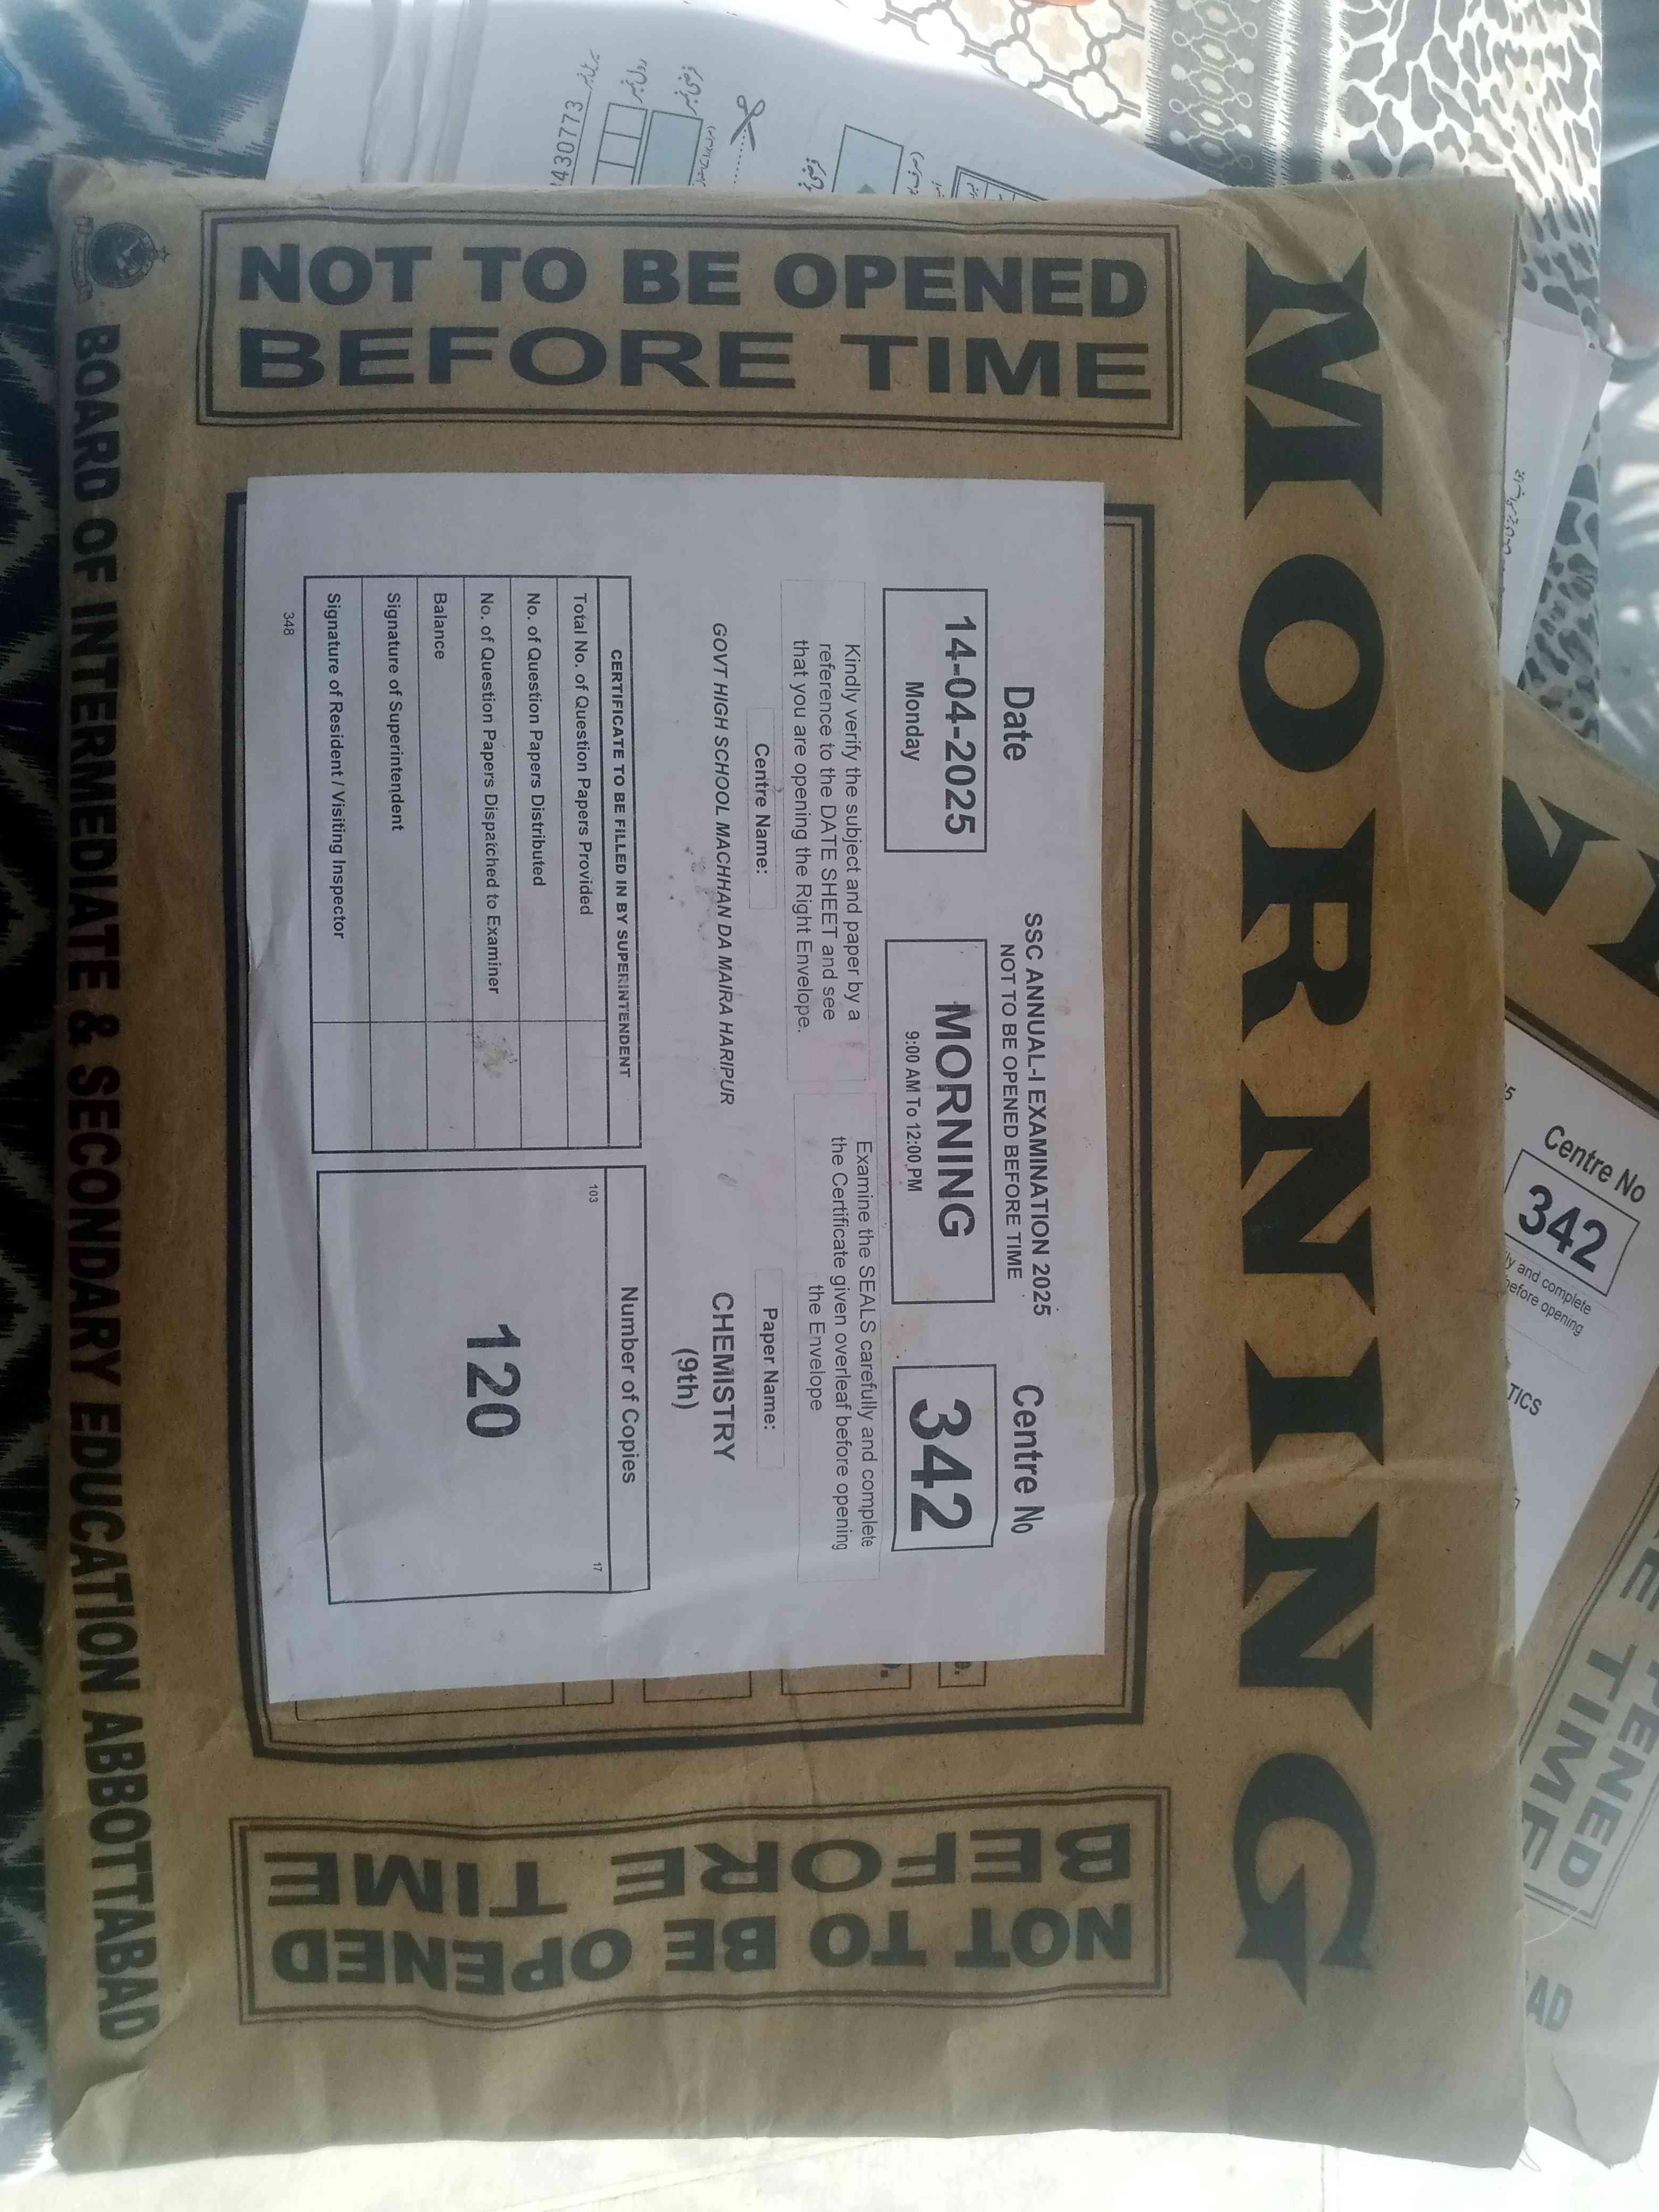 MORNING
NOT TO BE OPENED
BEFORE TIME
SSC ANNUAL-I EXAMINATION 2025
NOT TO BE OPENED BEFORE TIME
Date
14-04-2025
Monday
MORNING
9:00 AM To 12:00 PM
Centre No
342
Kindly verify the subject and paper by a
reference to the DATE SHEET and see
that you are opening the Right Envelope.
Examine the SEALS carefully and complete
the Certificate given overleaf before opening
the Envelope
Centre Name:
GOVT HIGH SCHOOL MACHHAN DA MAIRA HARIPUR
Paper Name:
CHEMISTRY
(9th)
CERTIFICATE TO BE FILLED IN BY SUPERINTENDENT
Total No. of Question Papers Provided
No. of Question Papers Distributed
No. of Question Papers Dispatched to Examiner
Balance
Signature of Superintendent
Signature of Resident / Visiting Inspector
348
Number of Copies
103
17
120
NOT TO BE OPENED
BEFORE TIME
BOARD OF INTERMEDIATE & SECONDARY EDUCATION ABBOTTABAD
Centre No
342
and complete
before opening
TICS
PENED
TIME
AD
430773